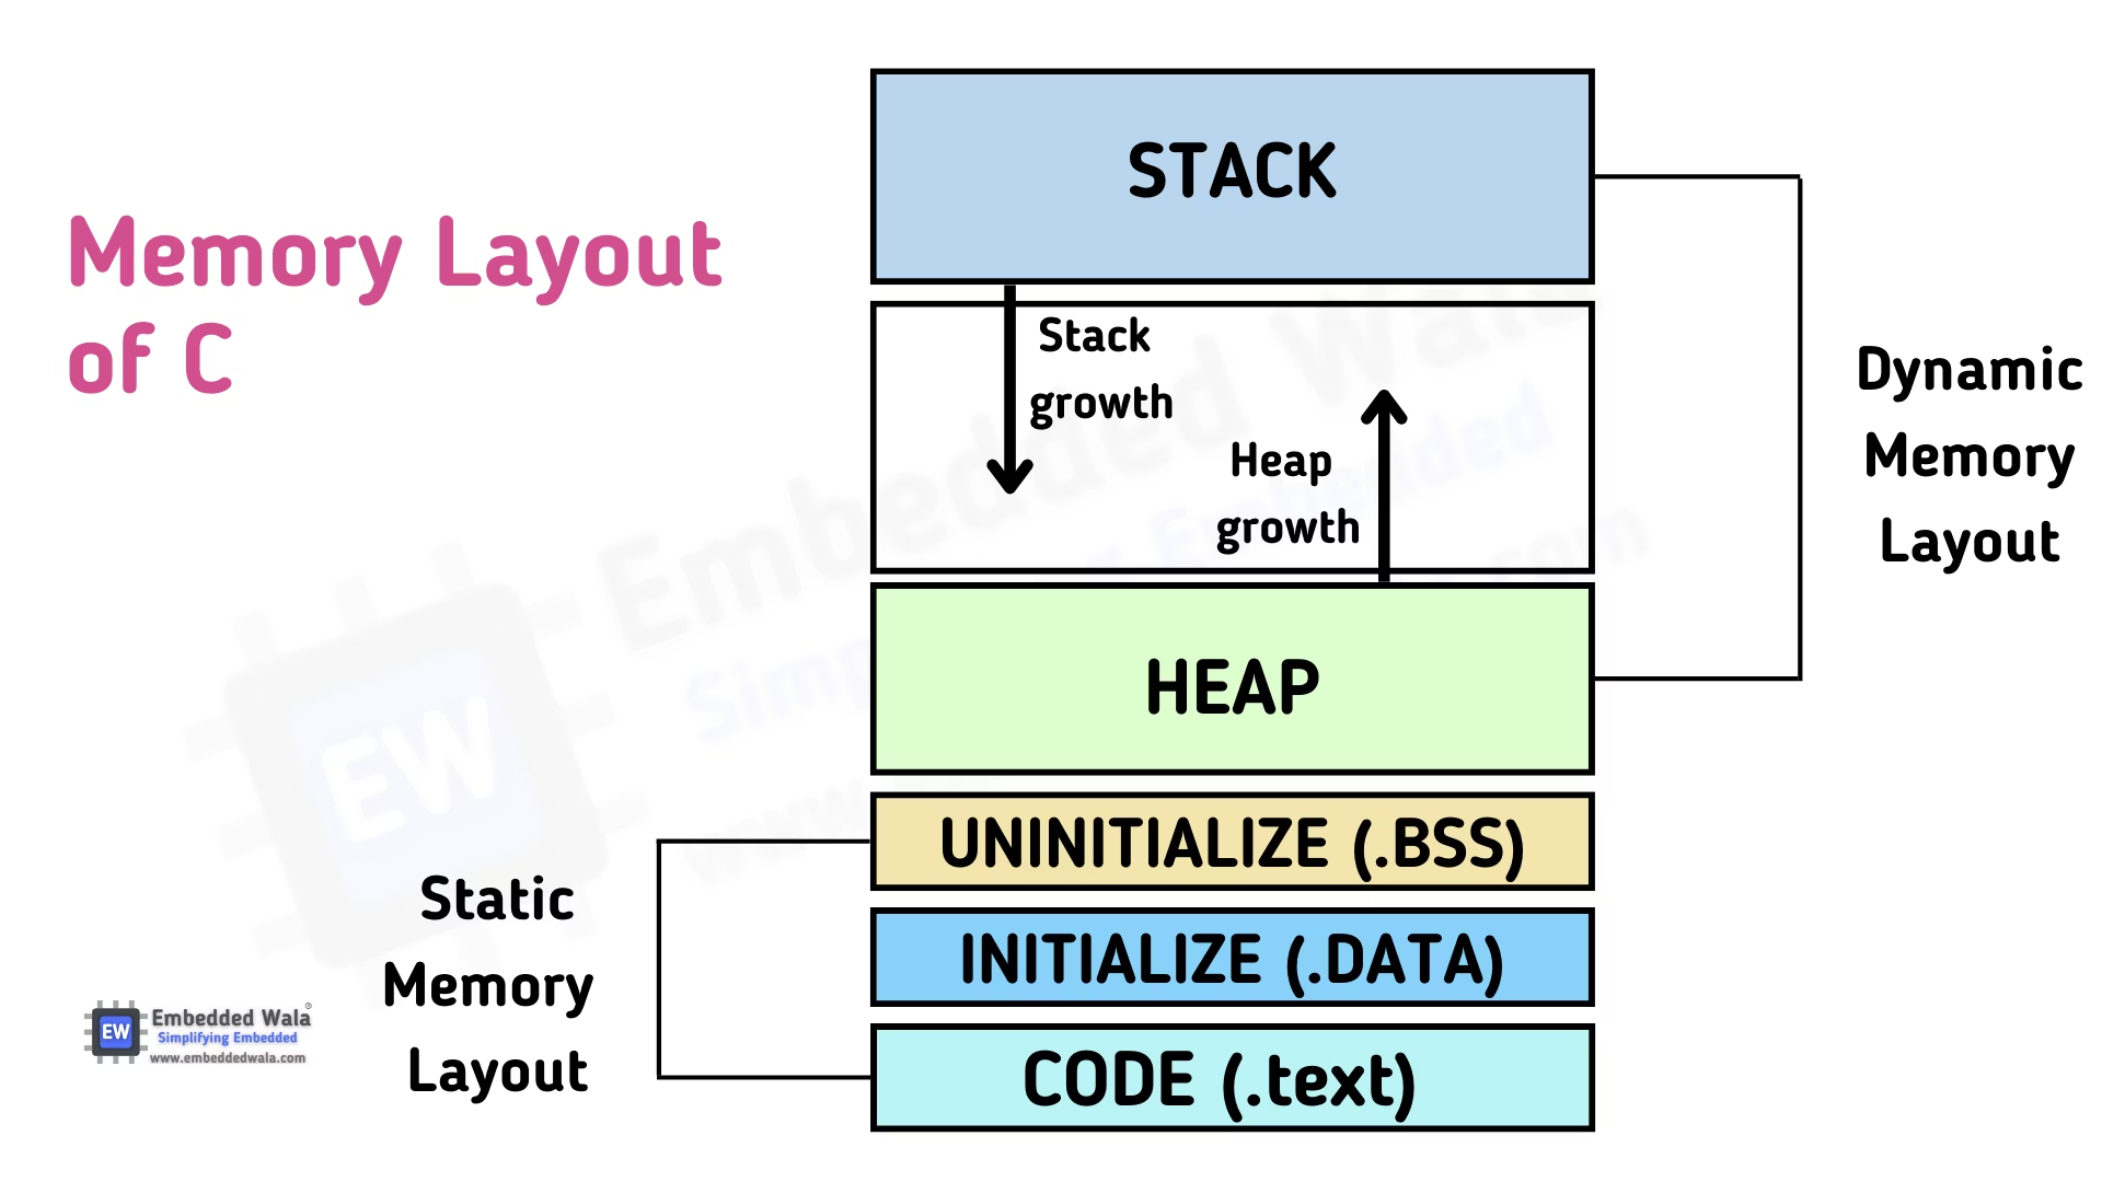 Memory Layout
of C
STACK
Stack
growth
Heap
growth
HEAP
UNINITIALIZE (.BSS)
INITIALIZE (.DATA)
CODE (.text)
Dynamic
Memory
Layout
Static
Memory
Layout
EW
Embedded Wala®
Simplifying Embedded
www.embeddedwala.com